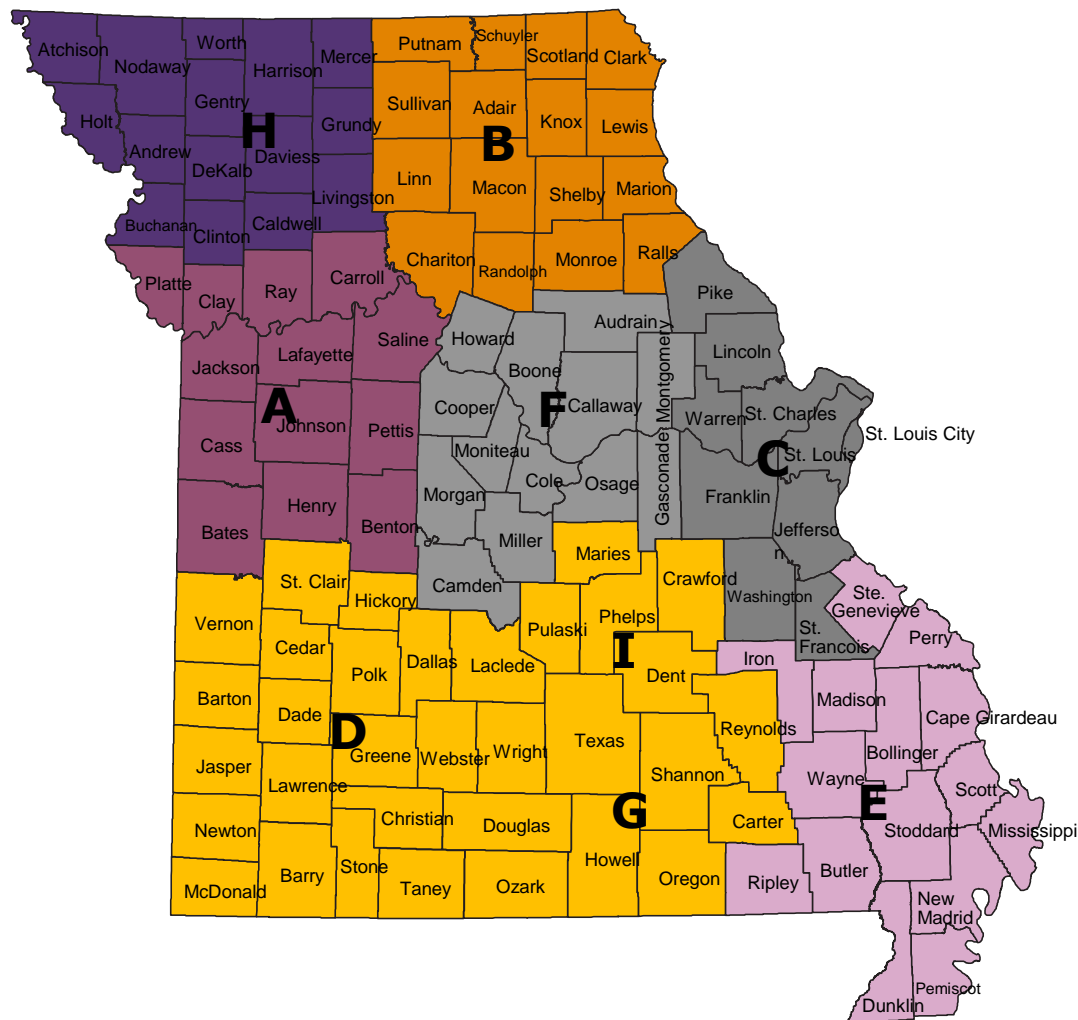 Atchison
Nodaway
Worth
Harrison
Mercer
Putnam
Schuyler
Scotland
Clark
Gentry
Holt
Grundy
Sullivan
Adair
Knox
Lewis
H
B
Andrew
DeKalb
Daviess
Livingston
Linn
Macon
Shelby
Marion
Buchanan
Clinton
Caldwell
Chariton
Randolph
Monroe
Ralls
Platte
Clay
Ray
Carroll
Pike
Jackson
Lafayette
Saline
Howard
Boone
Audrain
Montgomery
Lincoln
A
Johnson
Cass
Pettis
Cooper
F
Callaway
Warren
St. Charles
St. Louis City
C
St. Louis
Moniteau
Cole
Osage
Gasconade
Franklin
Bates
Henry
Benton
Morgan
Miller
Jefferso
n
Maries
Camden
St. Clair
Hickory
Crawford
Washington
Ste.
Genevieve
Vernon
Cedar
Polk
Dallas
Laclede
Pulaski
Phelps
I
Dent
St.
Francois
Perry
Iron
Barton
Dade
D
Greene
Webster
Wright
Texas
Shannon
Reynolds
Madison
Cape Girardeau
Bollinger
Jasper
Lawrence
Wayne
E
Scott
Mississippi
Newton
Christian
Douglas
G
Howell
Carter
Stoddard
McDonald
Barry
Stone
Taney
Ozark
Oregon
Ripley
Butler
New
Madrid
Pemiscot
Dunklin